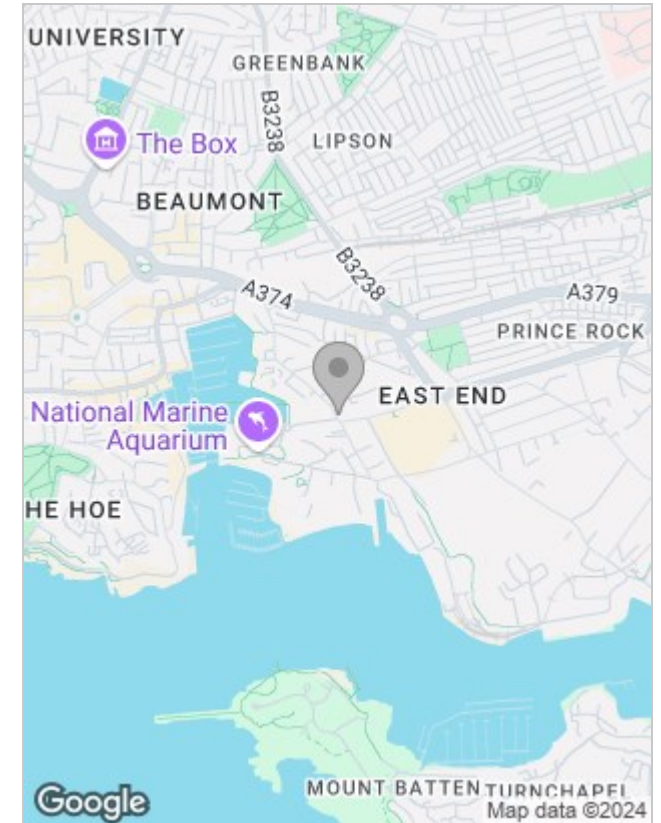 UNIVERSITY
GREENBANK
B3238
The Box
LIPSON
BEAUMONT
B3238
A374
A379
PRINCE ROCK
EAST END
National Marine
Aquarium
HE HOE
MOUNT BATTEN
TURNCHAPEL
Google
Map data ©2024